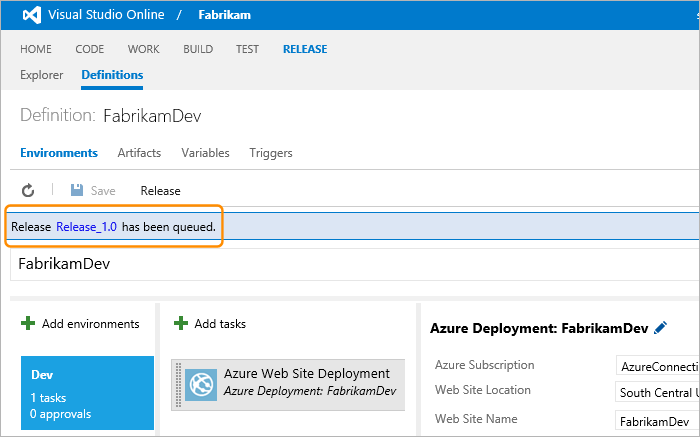 Visual Studio Online / Fabrikam
HOME CODE WORK BUILD TEST RELEASE
Explorer Definitions
Definition: FabrikamDev
Environments Artifacts Variables Triggers
Save Release
Release Release_1.0 has been queued.
FabrikamDev
Add environments
Dev
1 tasks
0 approvals
Add tasks
Azure Web Site Deployment
Azure Deployment: FabrikamDev
Azure Deployment: FabrikamDev
Azure Subscription AzureConnecti
Web Site Location South Central U
Web Site Name FabrikamDev